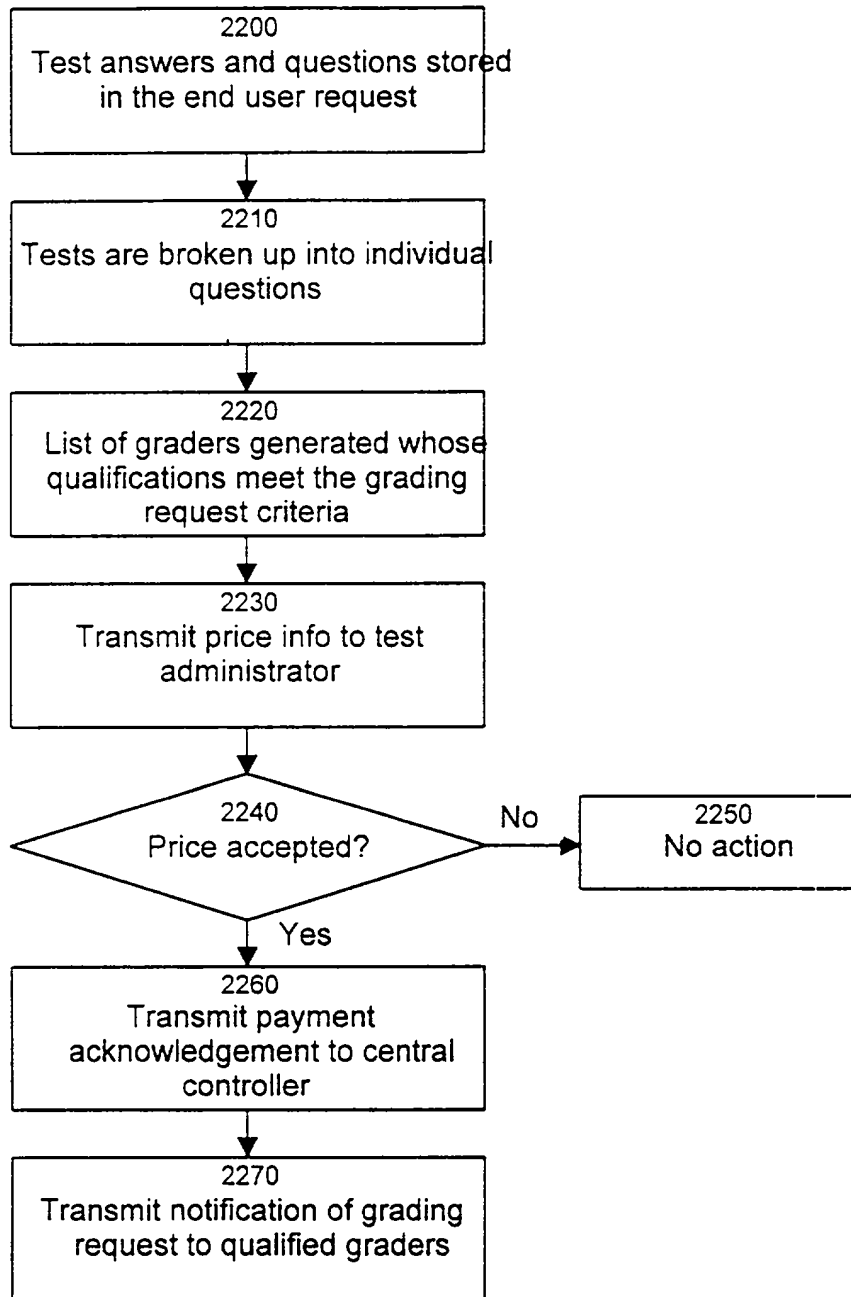 2200
Test answers and questions stored
in the end user request
2210
Tests are broken up into individual
questions
2220
List of graders generated whose
qualifications meet the grading
request criteria
2230
Transmit price info to test
administrator
2240
Price accepted?
No
2250
No action
Yes
2260
Transmit payment
acknowledgement to central
controller
2270
Transmit notification of grading
request to qualified graders